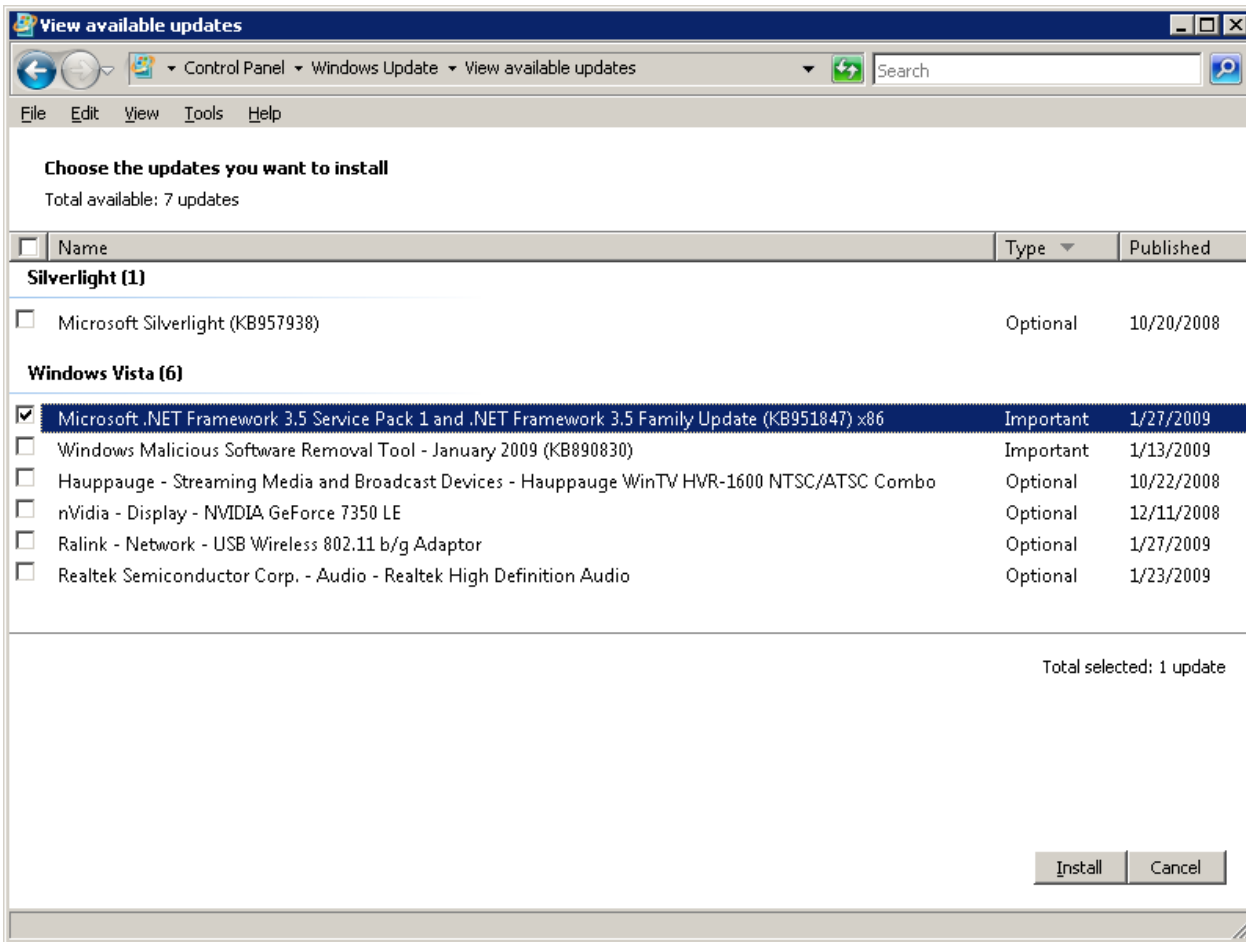 View available updates
Control Panel Windows Update View available updates Search
File Edit View Tools Help
Choose the updates you want to install
Total available: 7 updates
Name Type Published
Silverlight (1)
Microsoft Silverlight (KB957938) Optional 10/20/2008
Windows Vista (6)
Microsoft .NET Framework 3.5 Service Pack 1 and .NET Framework 3.5 Family Update (KB951847) x86 Important 1/27/2009
Windows Malicious Software Removal Tool - January 2009 (KB890830) Important 1/13/2009
Hauppauge - Streaming Media and Broadcast Devices - Hauppauge WinTV HVR-1600 NTSC/ATSC Combo Optional 10/22/2008
nVidia - Display - NVIDIA GeForce 7350 LE Optional 12/11/2008
Ralink - Network - USB Wireless 802.11 b/g Adaptor Optional 1/27/2009
Realtek Semiconductor Corp. - Audio - Realtek High Definition Audio Optional 1/23/2009
Total selected: 1 update
Install Cancel